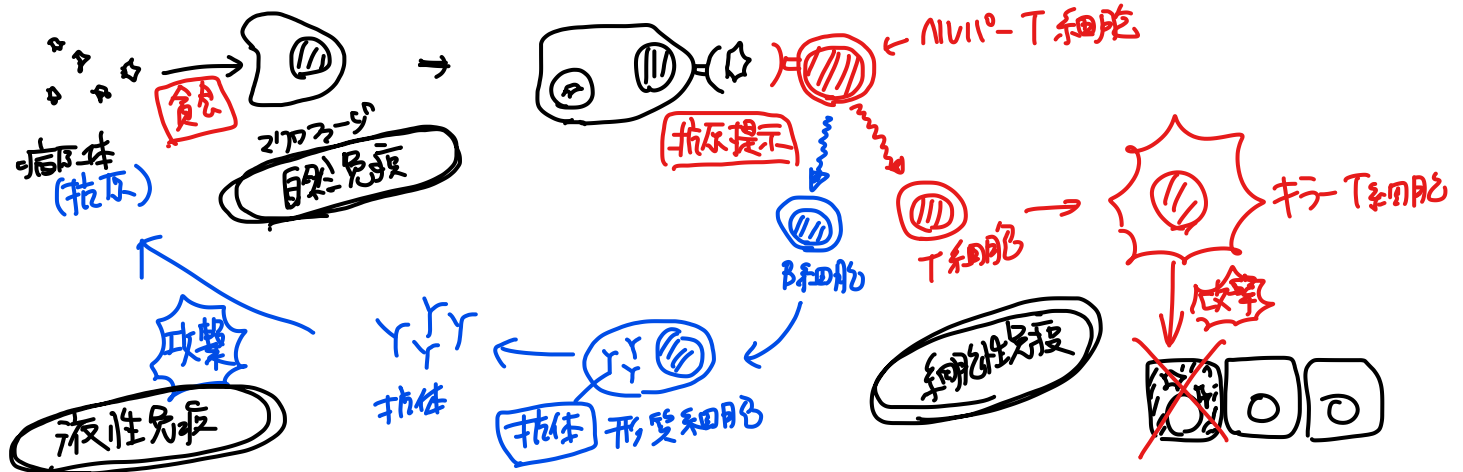 病原体
(抗原)
貪食
マクロファージ
自然免疫
抗原提示
ヘルパーT細胞
B細胞
T細胞
キラーT細胞
攻撃
細胞性免疫
形質細胞
抗体
抗体
攻撃
液性免疫